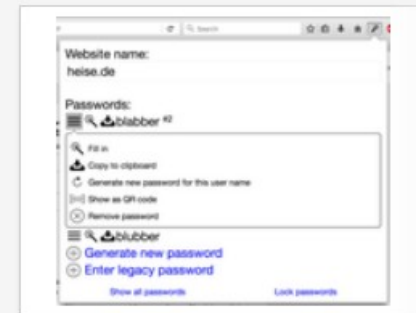 Search
Website name:
heise.de
Passwords:
blabber #2
Fill in
Copy to clipboard
Generate new password for this user name
Show as QR code
Remove password
blubber
Generate new password
Enter legacy password
Show all passwords Lock passwords